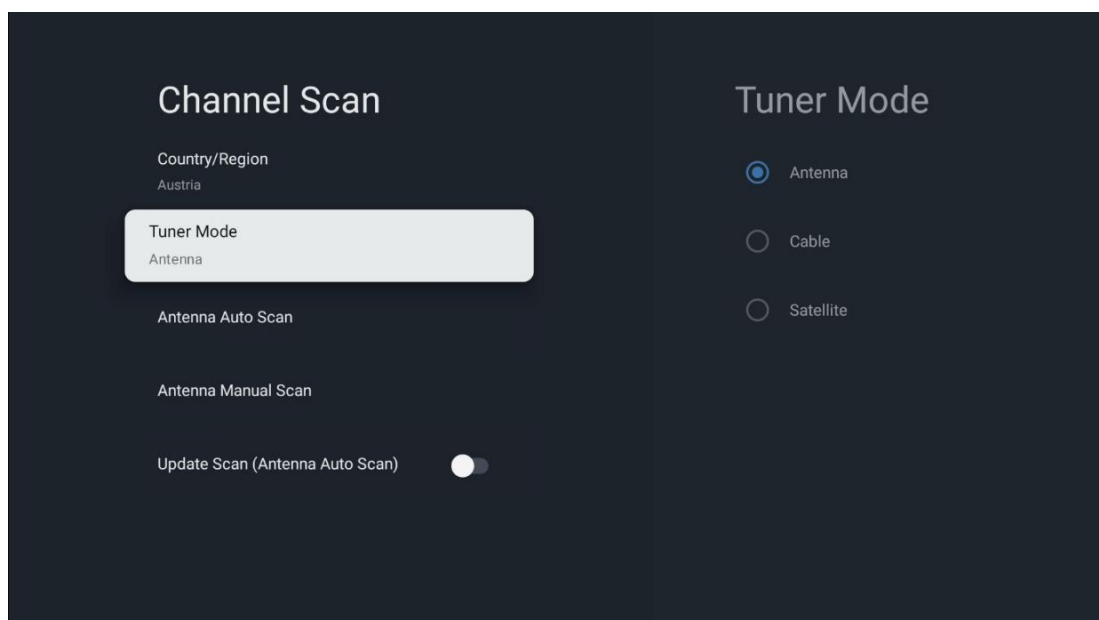 Channel Scan
Country/Region
Austria
Tuner Mode
Antenna
Antenna Auto Scan
Antenna Manual Scan
Update Scan (Antenna Auto Scan)
Tuner Mode
Antenna
Cable
Satellite